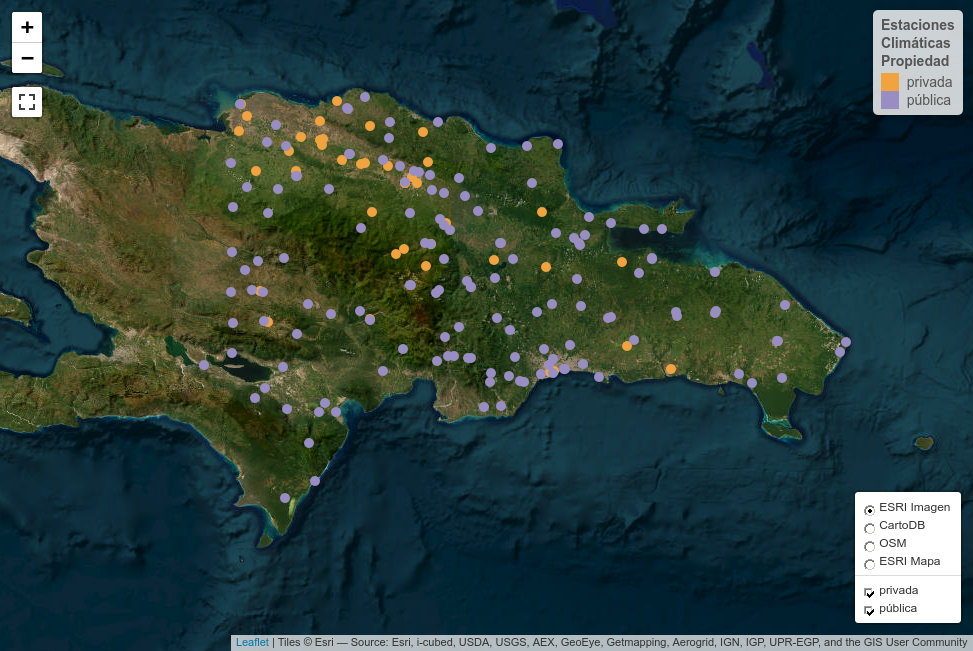 +
−
Estaciones
Climáticas
Propiedad
privada
pública
ESRI Imagen
CartoDB
OSM
ESRI Mapa
privada
pública
Leaflet | Tiles © Esri — Source: Esri, i-cubed, USDA, USGS, AEX, GeoEye, Getmapping, Aerogrid, IGN, IGP, UPR-EGP, and the GIS User Community